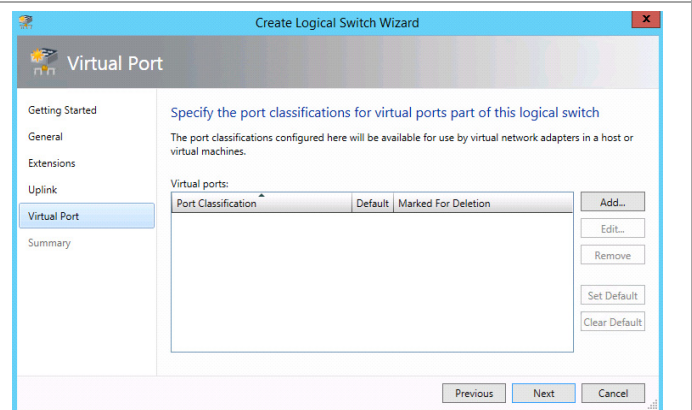 Create Logical Switch Wizard
x
Virtual Port
Getting Started
General
Extensions
Uplink
Virtual Port
Summary
Specify the port classifications for virtual ports part of this logical switch
The port classifications configured here will be available for use by virtual network adapters in a host or
virtual machines.
Virtual ports:
Port Classification Default Marked For Deletion
Add...
Edit...
Remove
Set Default
Clear Default
Previous Next Cancel